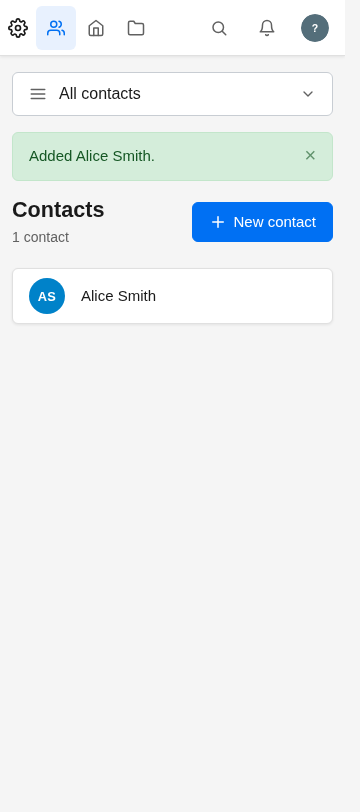 ?
All contacts
Added Alice Smith.
Contacts
1 contact
New contact
AS
Alice Smith